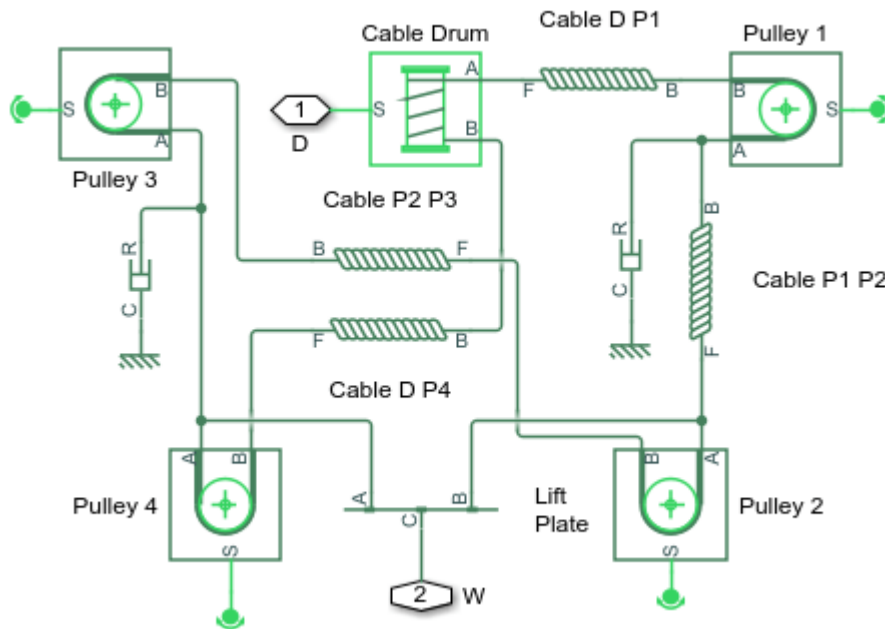 Cable D P1
Cable Drum
Pulley 1
A
B
S
B
F
B
B
S
S
1
D
A
B
A
Pulley 3
Cable P2 P3
R
C
B
F
R
C
B
F
Cable P1 P2
F
B
Cable D P4
A
B
Pulley 4
S
A
C
B
Lift
Plate
B
A
Pulley 2
S
2
W